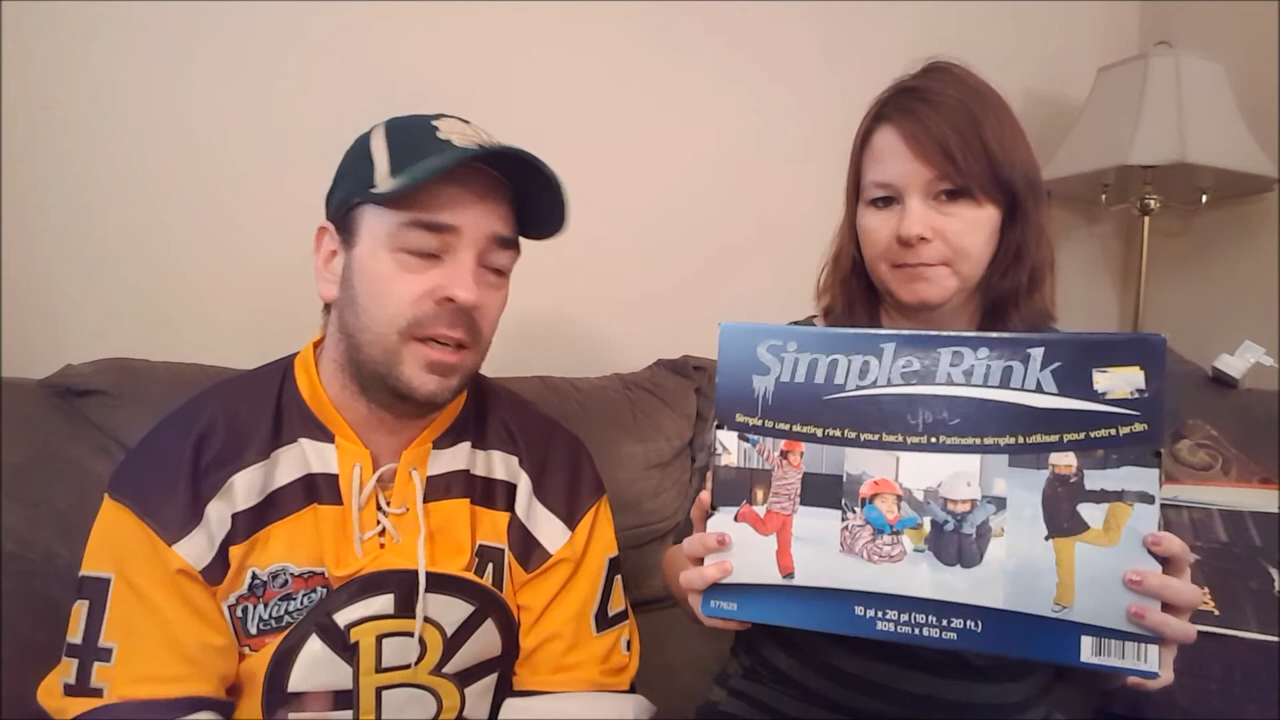 Simple Rink
you
Simple to use skating rink for your back yard • Patinoire simple à utiliser pour votre jardin
577623
10 pi x 20 pi (10 ft. x 20 ft.)
305 cm x 610 cm
A
4
4
Winter
CLASSIC
B